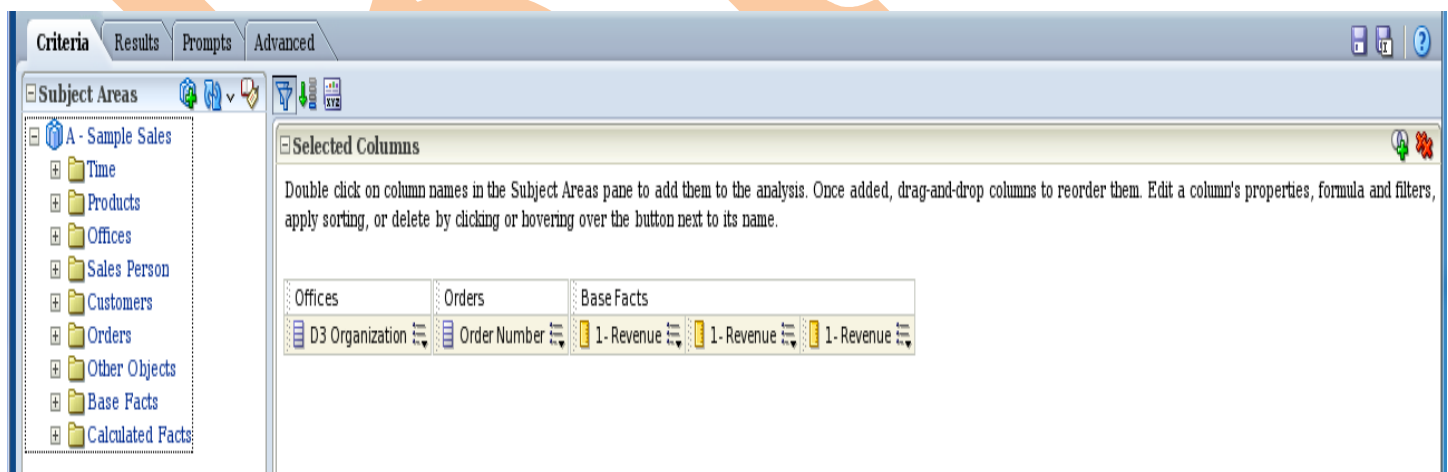 Criteria Results Prompts Advanced
Subject Areas
A - Sample Sales
Time
Products
Offices
Sales Person
Customers
Orders
Other Objects
Base Facts
Calculated Facts
XYZ
Selected Columns
Double click on column names in the Subject Areas pane to add them to the analysis. Once added, drag-and-drop columns to reorder them. Edit a column's properties, formula and filters,
apply sorting, or delete by clicking or hovering over the button next to its name.
Offices Orders Base Facts
D3 Organization Order Number 1- Revenue 1- Revenue 1- Revenue